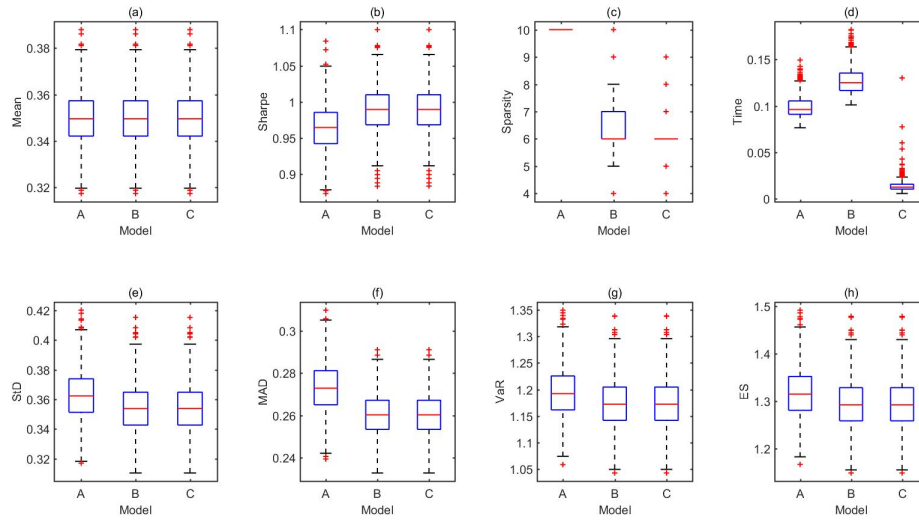 (a)
Mean
0.38
0.36
0.34
0.32
A B C
Model
(b)
Sharpe
1.1
1
0.9
A B C
Model
(c)
Sparsity
10
9
8
7
6
5
4
A B C
Model
(d)
Time
0.15
0.1
0.05
0
A B C
Model
(e)
StD
0.42
0.4
0.38
0.36
0.34
0.32
A B C
Model
(f)
MAD
0.3
0.28
0.26
0.24
A B C
Model
(g)
VaR
1.35
1.3
1.25
1.2
1.15
1.1
1.05
A B C
Model
(h)
ES
1.5
1.4
1.3
1.2
A B C
Model